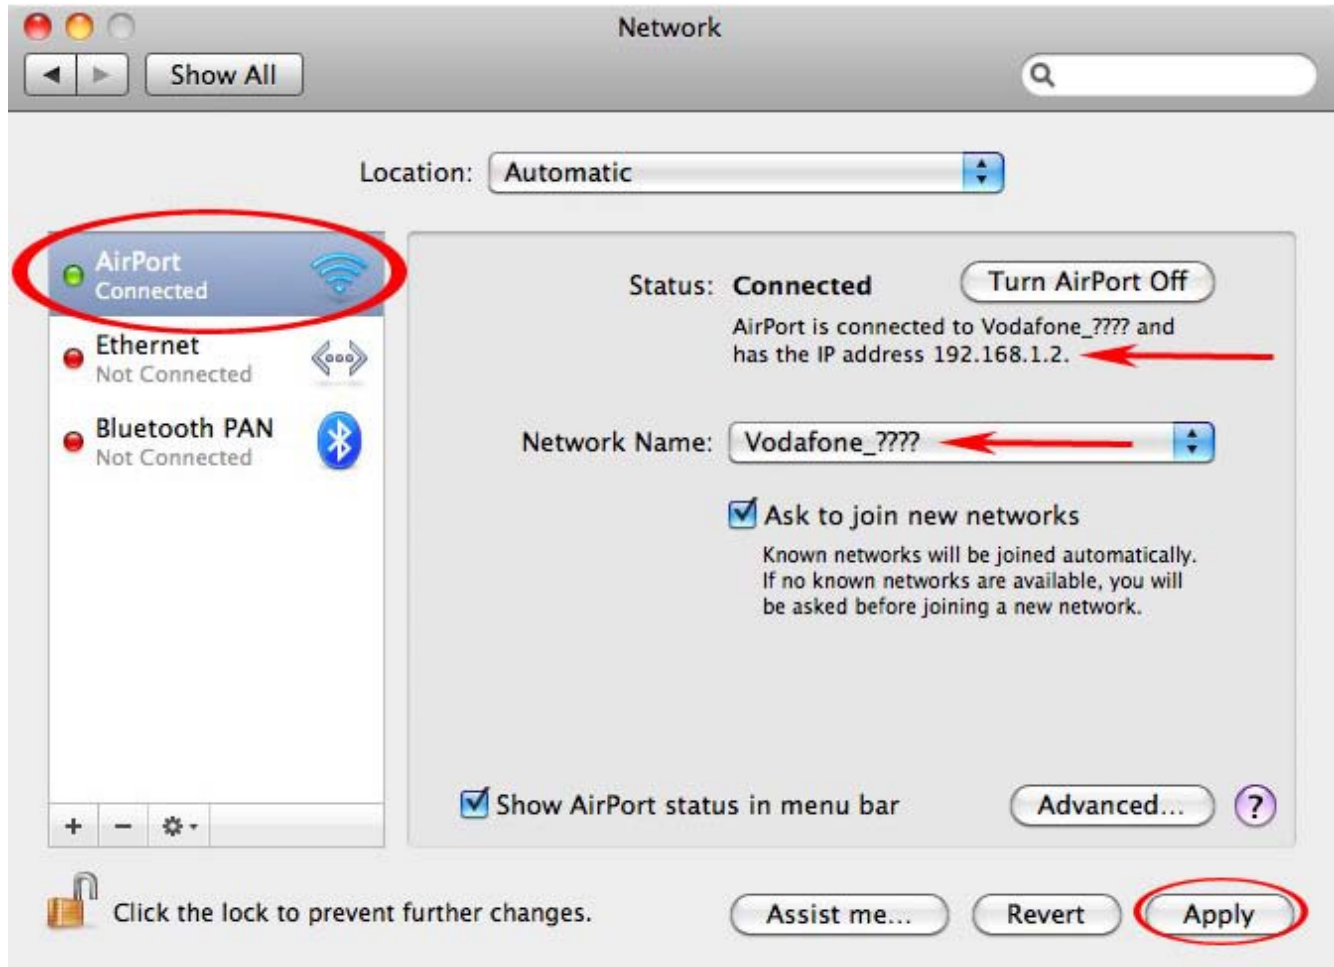 Network
Show All
Location: Automatic
AirPort
Connected
Ethernet
Not Connected
Bluetooth PAN
Not Connected
Status: Connected
Turn AirPort Off
AirPort is connected to Vodafone_???? and
has the IP address 192.168.1.2.
Network Name: Vodafone_????
Ask to join new networks
Known networks will be joined automatically.
If no known networks are available, you will
be asked before joining a new network.
Show AirPort status in menu bar
Advanced...
?
+ −
Click the lock to prevent further changes.
Assist me...
Revert
Apply